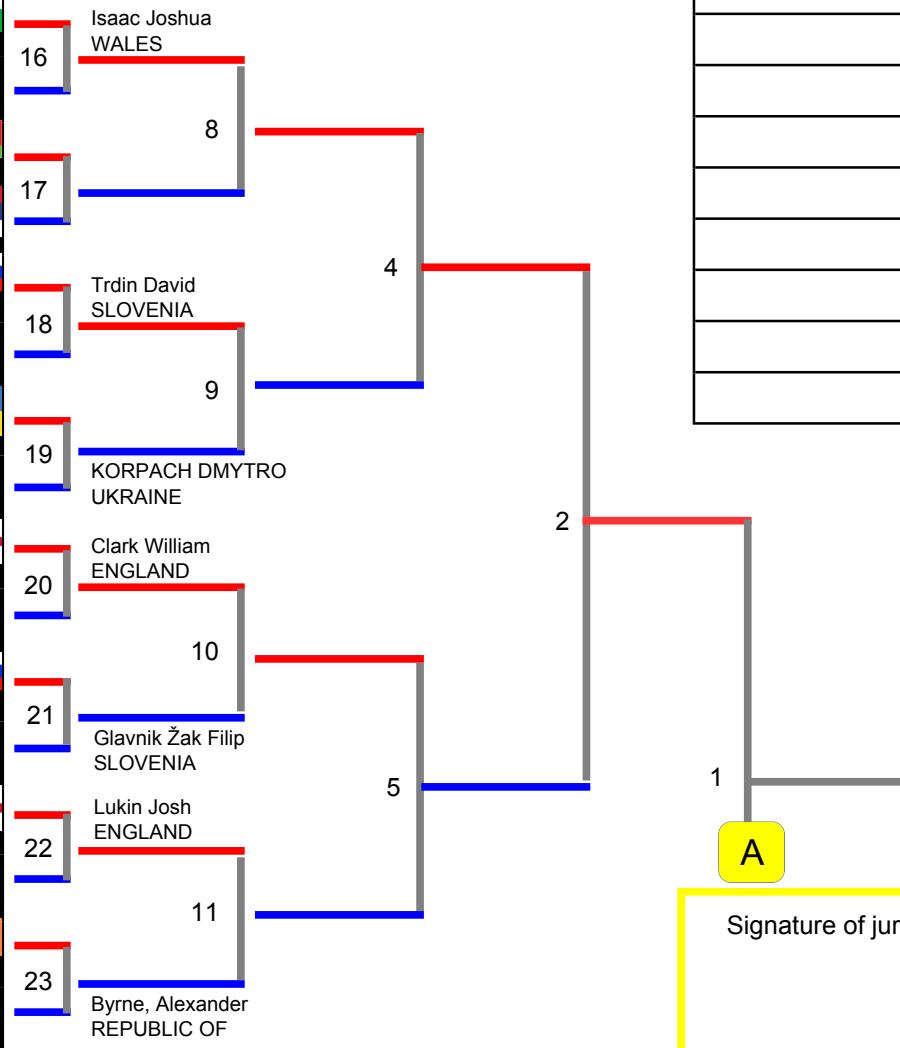 Isaac Joshua
WALES
16
8
17
Trdin David
SLOVENIA
4
18
9
19
KORPACH DMYTRO
UKRAINE
2
Clark William
ENGLAND
20
10
21
Glavnik Žak Filip
SLOVENIA
5
1
Lukin Josh
ENGLAND
22
A
11
Signature of jur
23
Byrne, Alexander
REPUBLIC OF